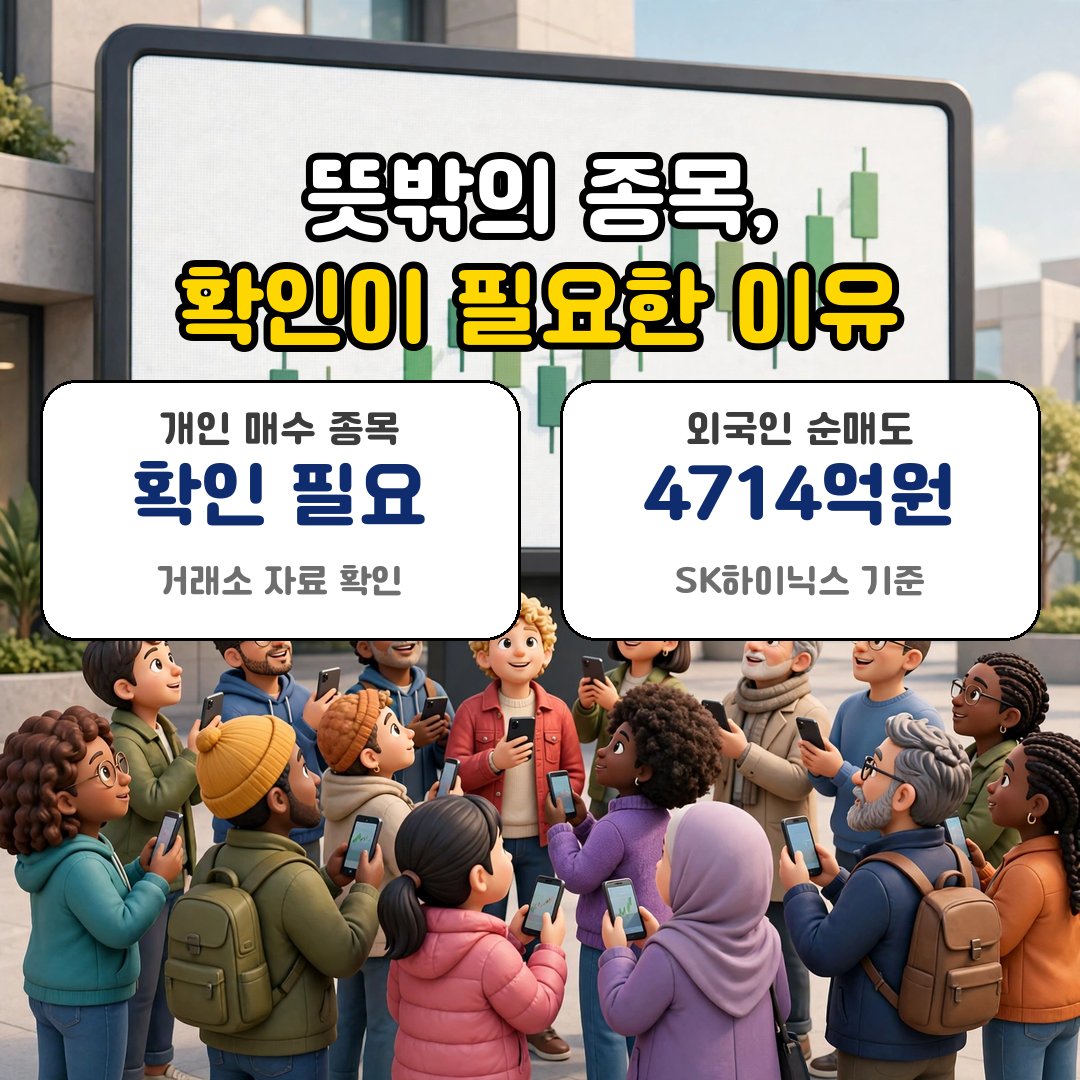 뜻밖의 종목,
확인이 필요한 이유
개인 매수 종목
확인 필요
거래소 자료 확인
외국인 순매도
4714억원
SK하이닉스 기준